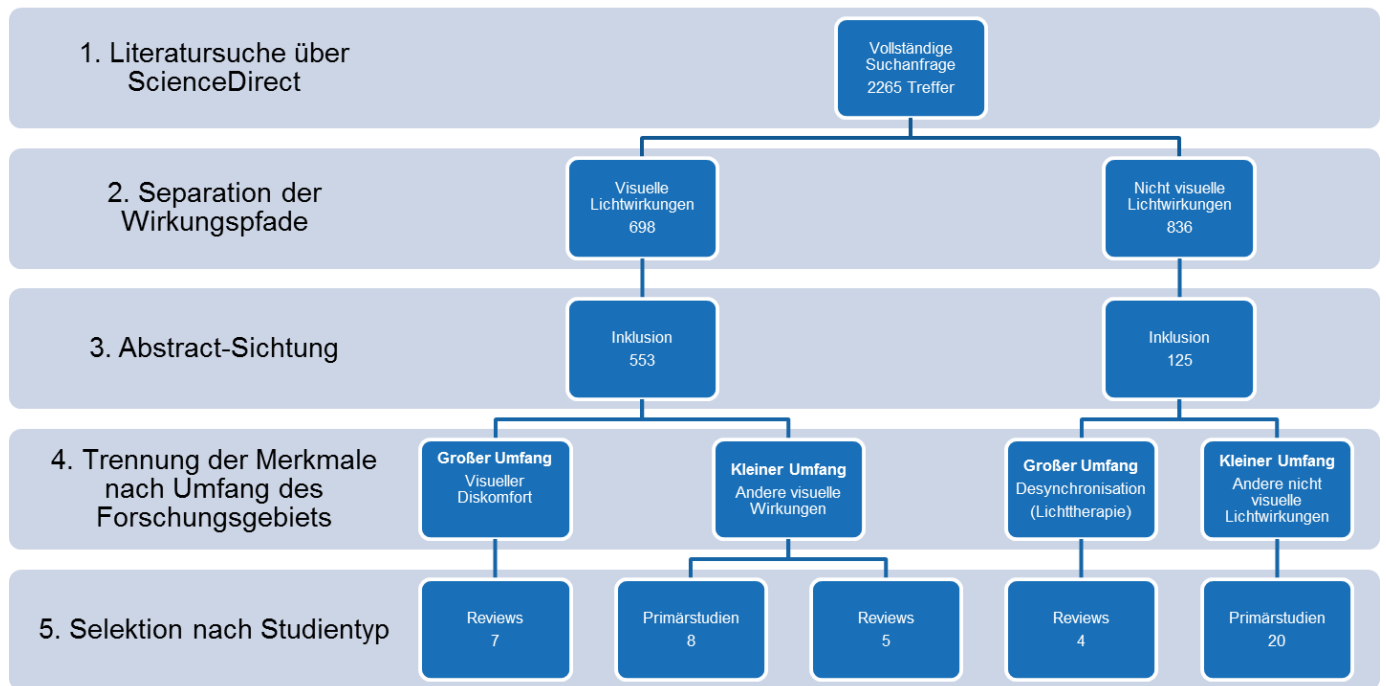 1. Literatursuche über
ScienceDirect
Vollständige
Suchanfrage
2265 Treffer
2. Separation der
Wirkungspfade
Visuelle
Lichtwirkungen
698
Nicht visuelle
Lichtwirkungen
836
3. Abstract-Sichtung
Inklusion
553
Inklusion
125
4. Trennung der Merkmale
nach Umfang des
Forschungsgebiets
Großer Umfang
Visueller
Diskomfort
Kleiner Umfang
Andere visuelle
Wirkungen
Großer Umfang
Desynchronisation
(Lichttherapie)
Kleiner Umfang
Andere nicht
visuelle
Lichtwirkungen
5. Selektion nach Studientyp
Reviews
7
Primärstudien
8
Reviews
5
Reviews
4
Primärstudien
20